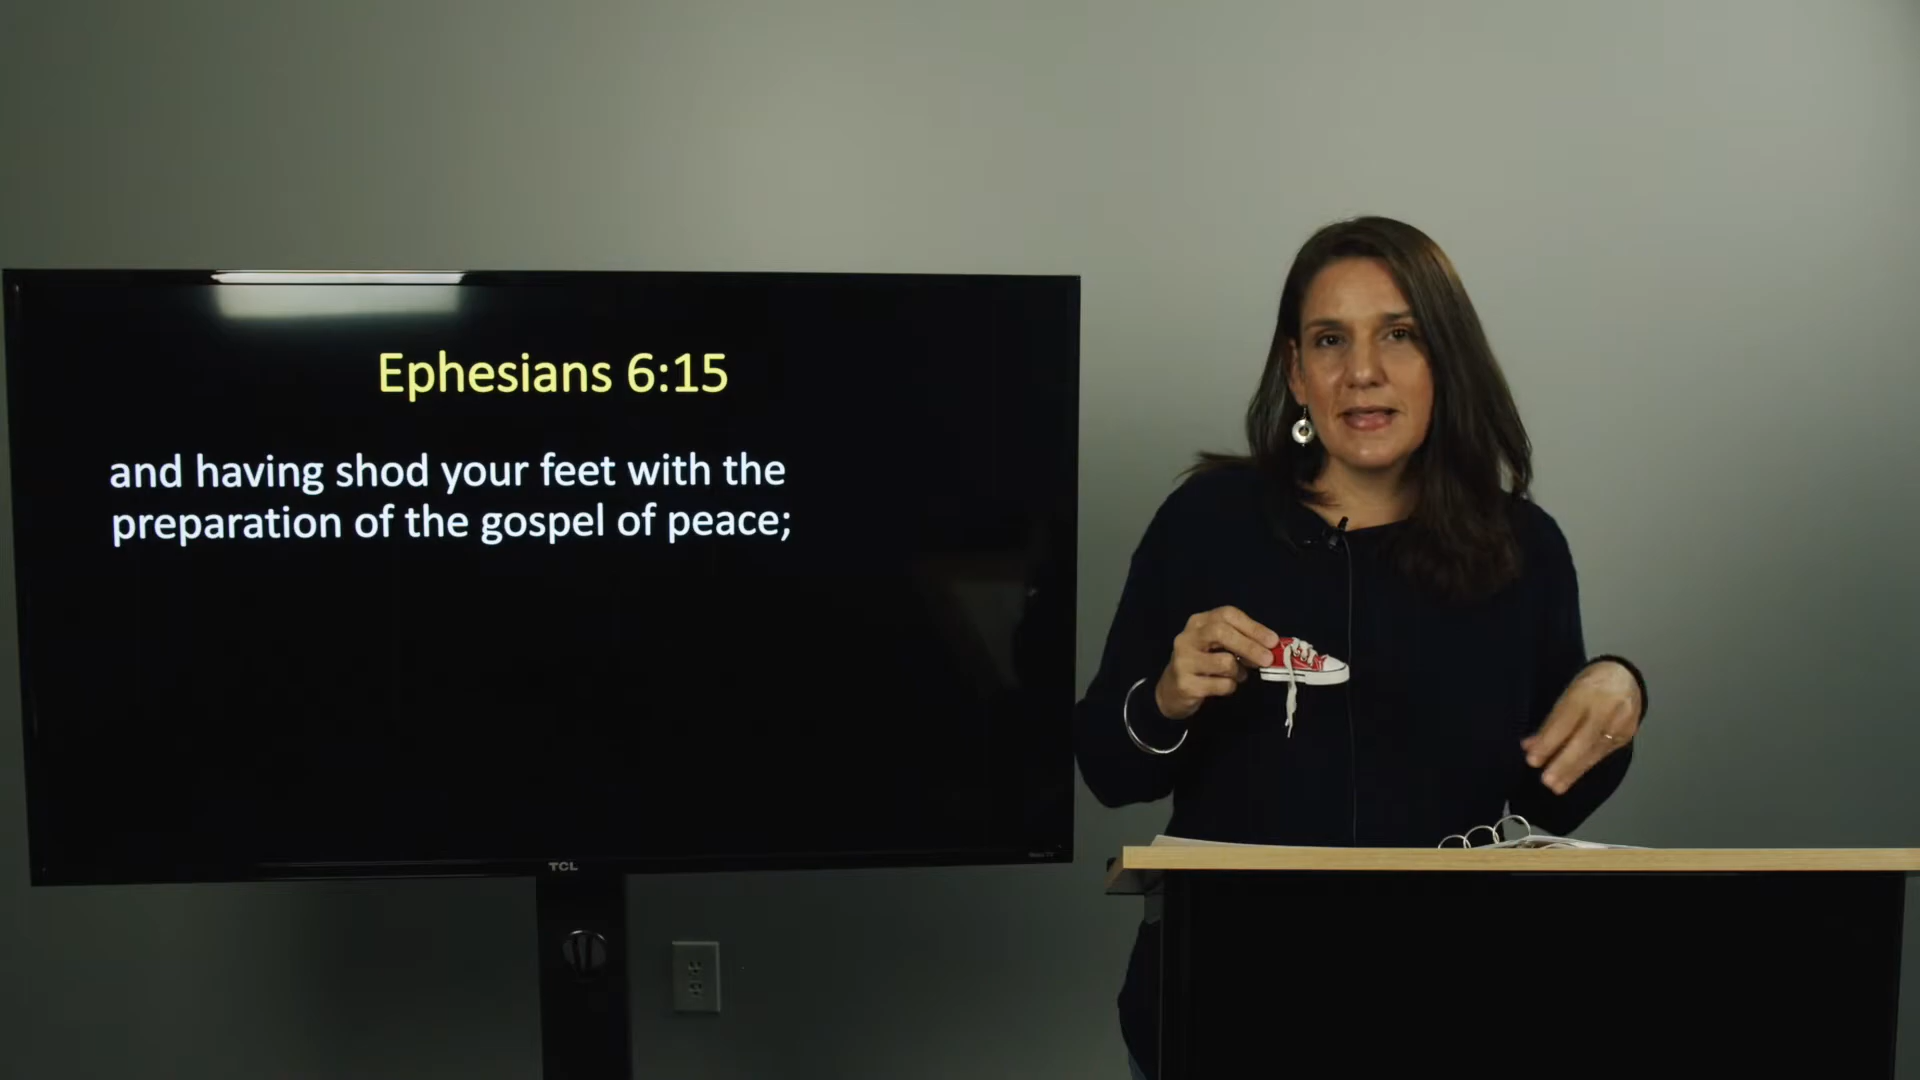 Ephesians 6:15
and having shod your feet with the
preparation of the gospel of peace;
TCL